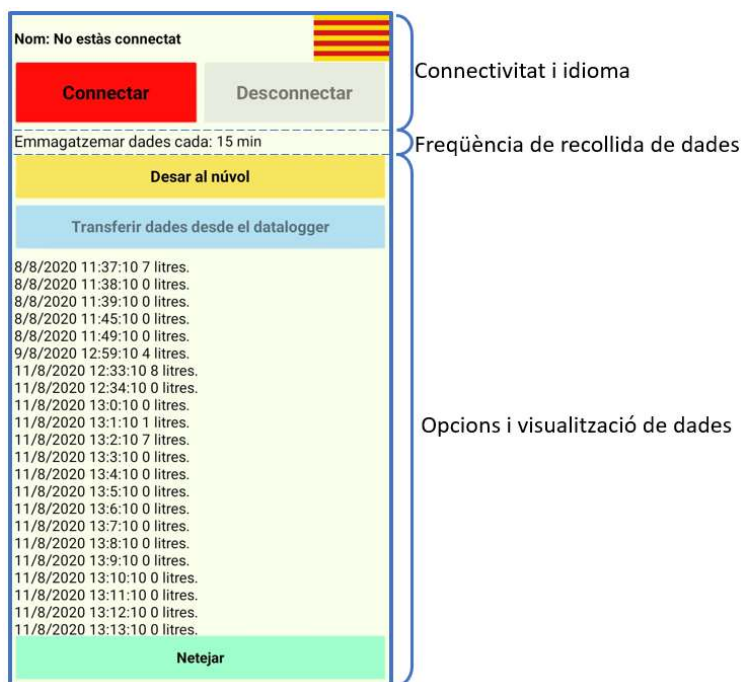 Nom: No estàs connectat
Connectar
Desconnectar
Connectivitat i idioma
Emmagatzemar dades cada: 15 min
Freqüència de recollida de dades
Desar al núvol
Transferir dades desde el datalogger
8/8/2020 11:37:10 7 litres.
8/8/2020 11:38:10 0 litres.
8/8/2020 11:39:10 0 litres.
8/8/2020 11:45:10 0 litres.
8/8/2020 11:49:10 0 litres.
9/8/2020 12:59:10 4 litres.
11/8/2020 12:33:10 8 litres.
11/8/2020 12:34:10 0 litres.
11/8/2020 13:0:10 0 litres.
11/8/2020 13:1:10 1 litres.
11/8/2020 13:2:10 7 litres.
11/8/2020 13:3:10 0 litres.
11/8/2020 13:4:10 0 litres.
11/8/2020 13:5:10 0 litres.
11/8/2020 13:6:10 0 litres.
11/8/2020 13:7:10 0 litres.
11/8/2020 13:8:10 0 litres.
11/8/2020 13:9:10 0 litres.
11/8/2020 13:10:10 0 litres.
11/8/2020 13:11:10 0 litres.
11/8/2020 13:12:10 0 litres.
11/8/2020 13:13:10 0 litres.
Opcions i visualització de dades
Netejar